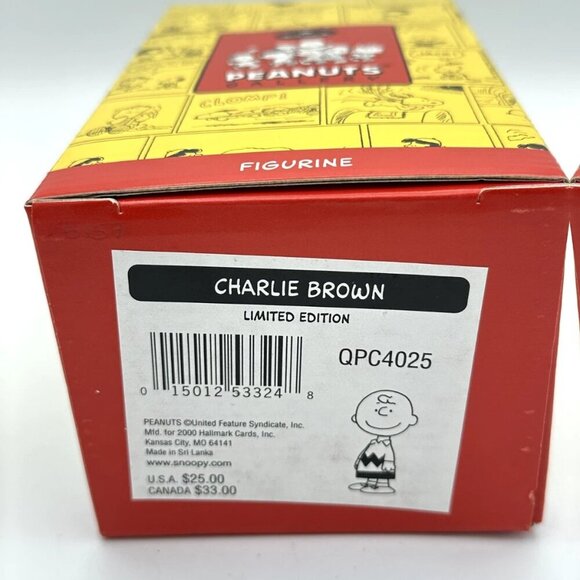 PEANUTS
GALLERY
CLOMP!
FIGURINE
CHARLIE BROWN
LIMITED EDITION
QPC4025
0 15012 53324 8
PEANUTS ©United Feature Syndicate, Inc.
Mfd. for 2000 Hallmark Cards, Inc.
Kansas City, MO 64141
Made in Sri Lanka
www.snoopy.com
U.S.A. $25.00
CANADA $33.00